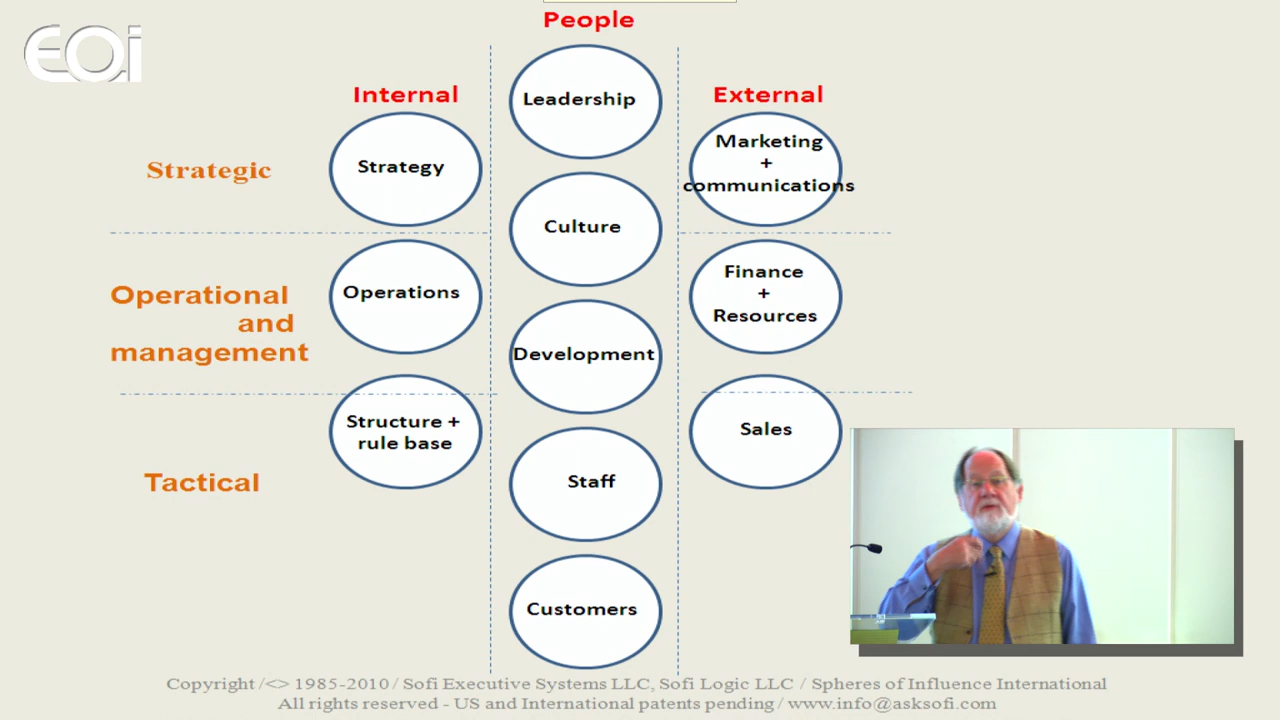 EOi
People
Internal
External
Leadership
Strategic
Strategy
Marketing
+
communications
Culture
Operational
and
management
Operations
Finance
+
Resources
Development
Tactical
Structure +
rule base
Sales
Staff
Customers
Copyright /<> 1985-2010 / Sofi Executive Systems LLC, Sofi Logic LLC / Spheres of Influence International
All rights reserved - US and International patents pending / www.info@asksofi.com